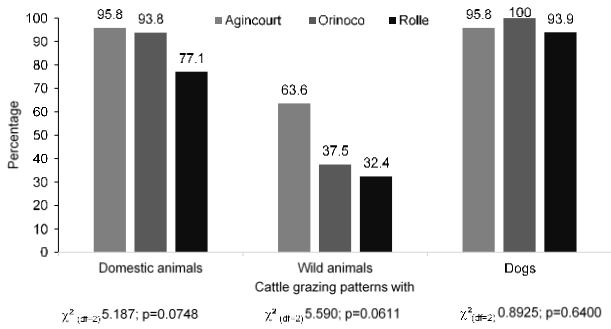 Agincourt Orinoco Rolle
100
90
80
70
60
50
40
30
20
10
0
Percentage
95.8 93.8 77.1
63.6 37.5 32.4
95.8 100 93.9
Domestic animals Wild animals Dogs
Cattle grazing patterns with
χ² (df=2) 5.187; p=0.0748 χ² (df=2) 5.590; p=0.0611 χ² (df=2) 0.8925; p=0.6400